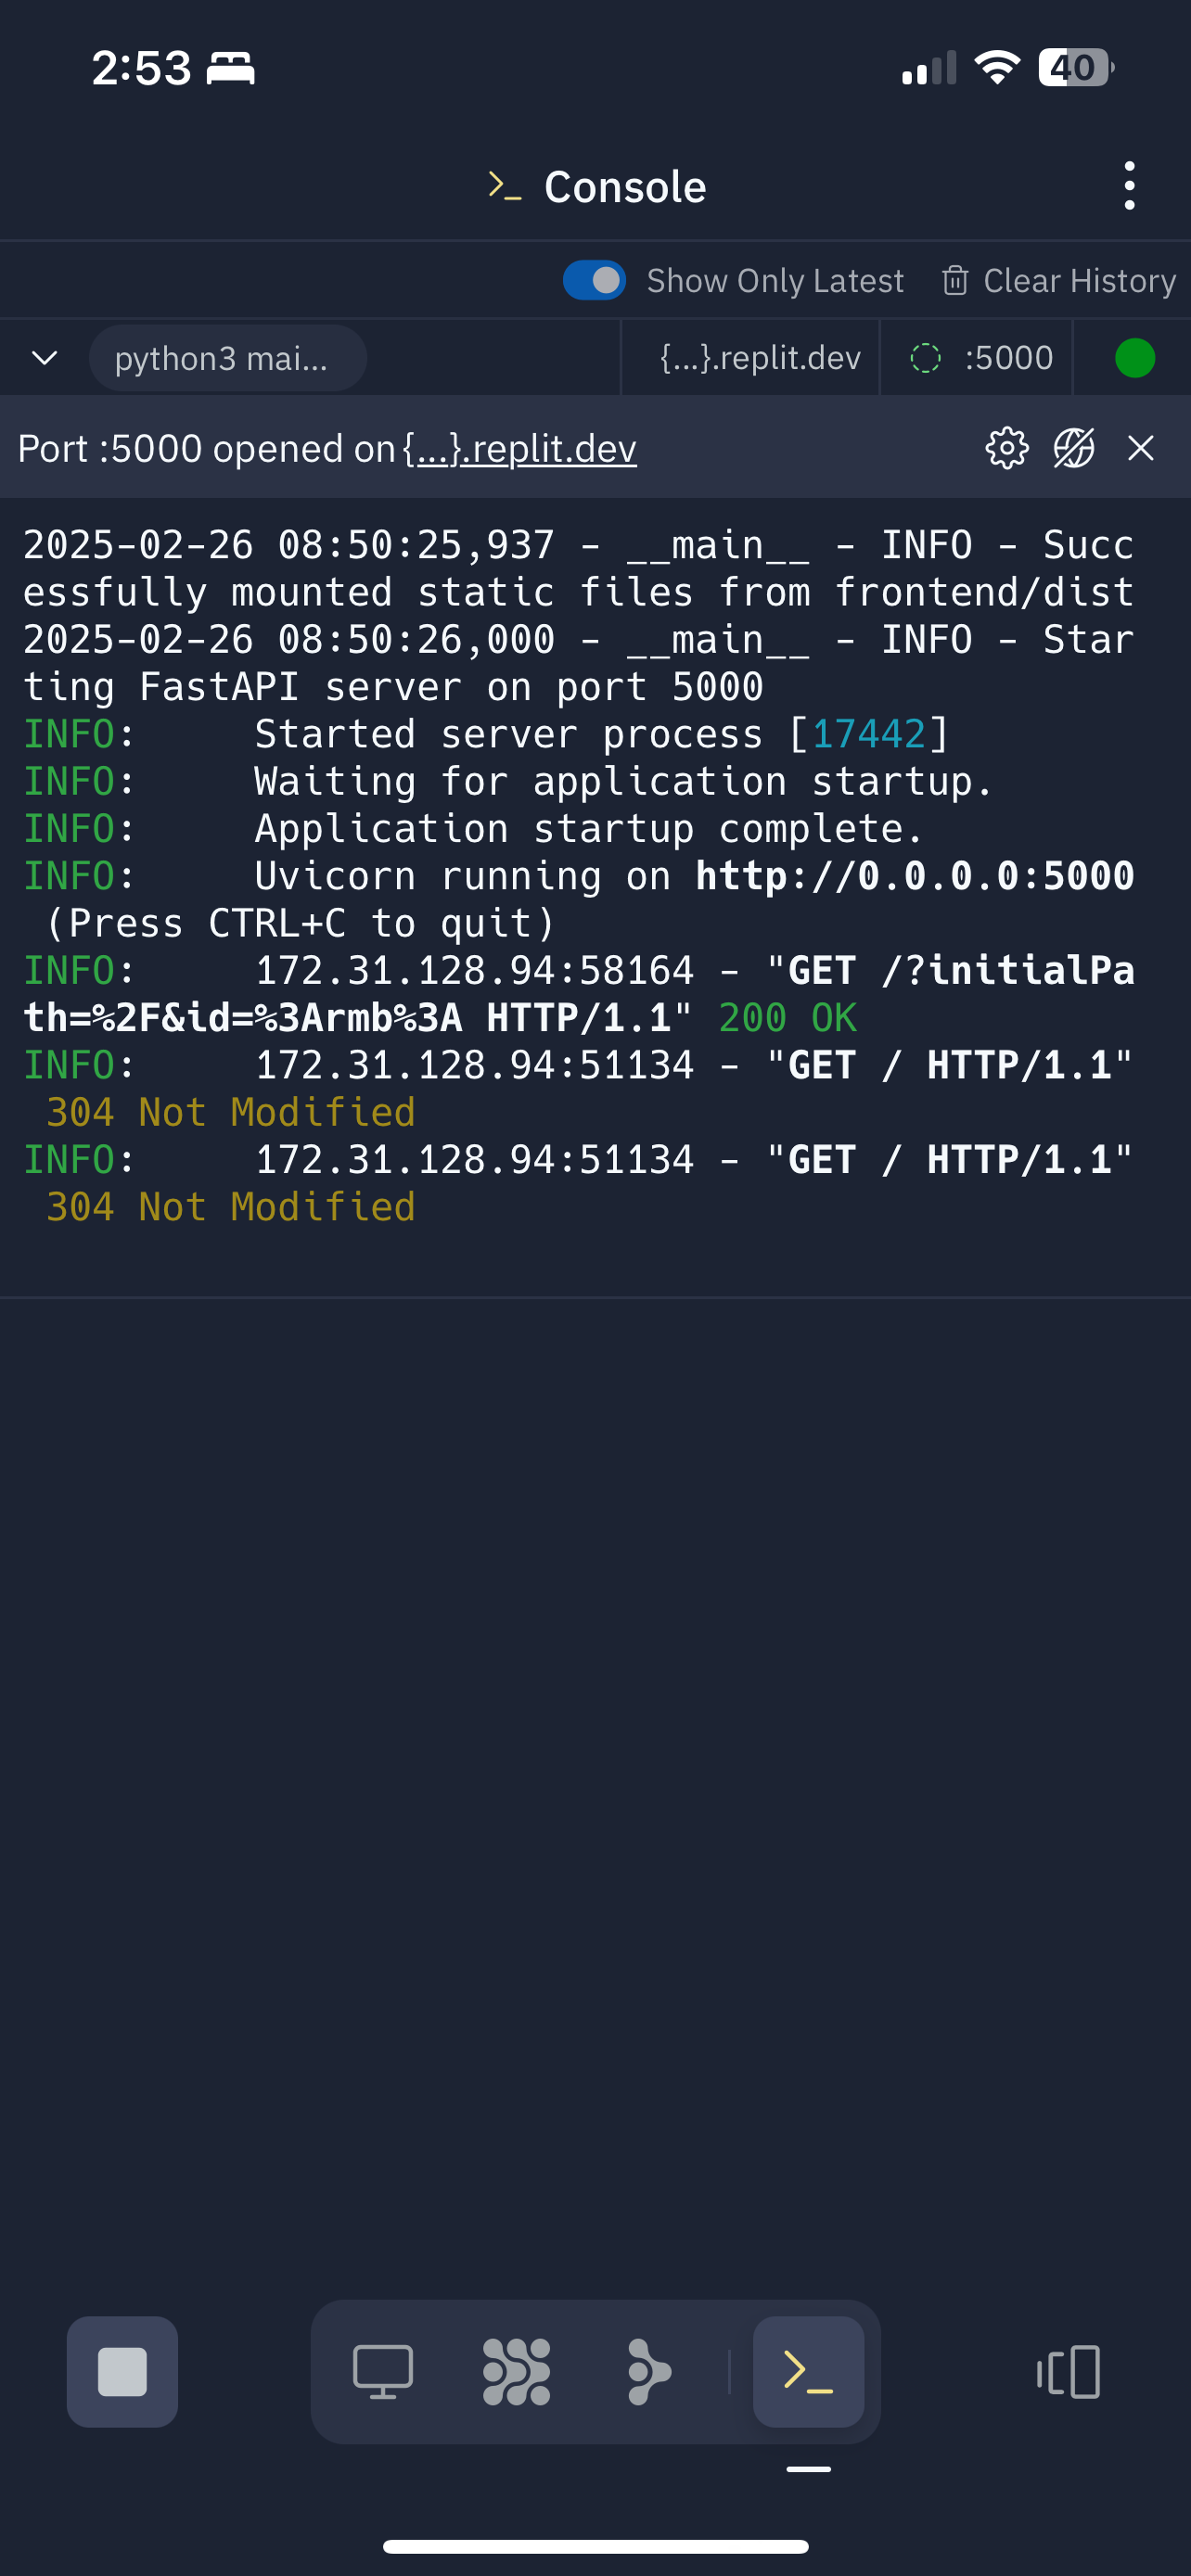 2:53
40
Console
Show Only Latest Clear History
python3 mai... {...}.replit.dev :5000
Port :5000 opened on {...}.replit.dev
2025-02-26 08:50:25,937 - __main__ - INFO - Succ
essfully mounted static files from frontend/dist
2025-02-26 08:50:26,000 - __main__ - INFO - Star
ting FastAPI server on port 5000
INFO:     Started server process [17442]
INFO:     Waiting for application startup.
INFO:     Application startup complete.
INFO:     Uvicorn running on http://0.0.0.0:5000
 (Press CTRL+C to quit)
INFO:     172.31.128.94:58164 - "GET /?initialPa
th=%2F&id=%3Armb%3A HTTP/1.1" 200 OK
INFO:     172.31.128.94:51134 - "GET / HTTP/1.1"
 304 Not Modified
INFO:     172.31.128.94:51134 - "GET / HTTP/1.1"
 304 Not Modified